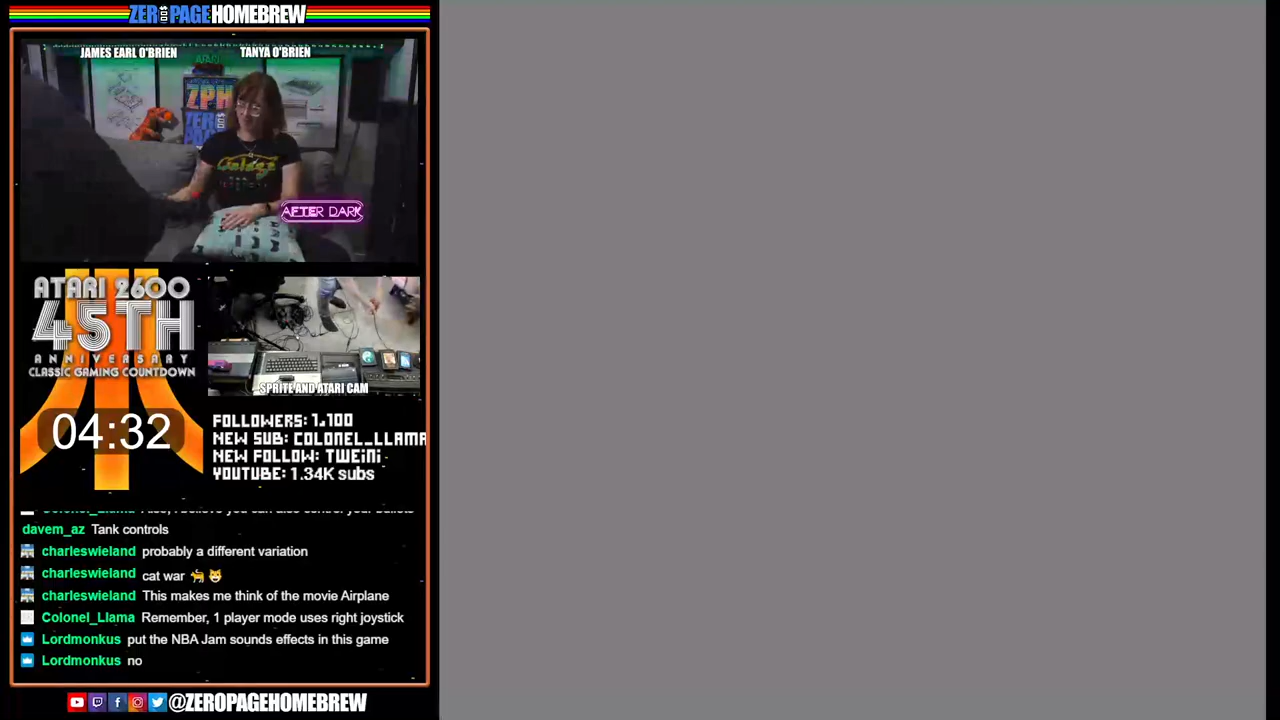 ZEROPAGE HOMEBREW
JAMES EARL O'BRIEN
TANYA O'BRIEN
ZPH
AFTER DARK
ATARI 2600
45TH
ANNIVERSARY
CLASSIC GAMING COUNTDOWN
04:32
SPRITE AND ATARI CAM
FOLLOWERS: 1,100
NEW SUB: COLONEL_LLAMA
NEW FOLLOW: TWEINI
YOUTUBE: 1.34K subs
davem_az Tank controls
charleswieland probably a different variation
charleswieland cat war 🐈 😺
charleswieland This makes me think of the movie Airplane
Colonel_Llama Remember, 1 player mode uses right joystick
Lordmonkus put the NBA Jam sounds effects in this game
Lordmonkus no
@ZEROPAGEHOMEBREW